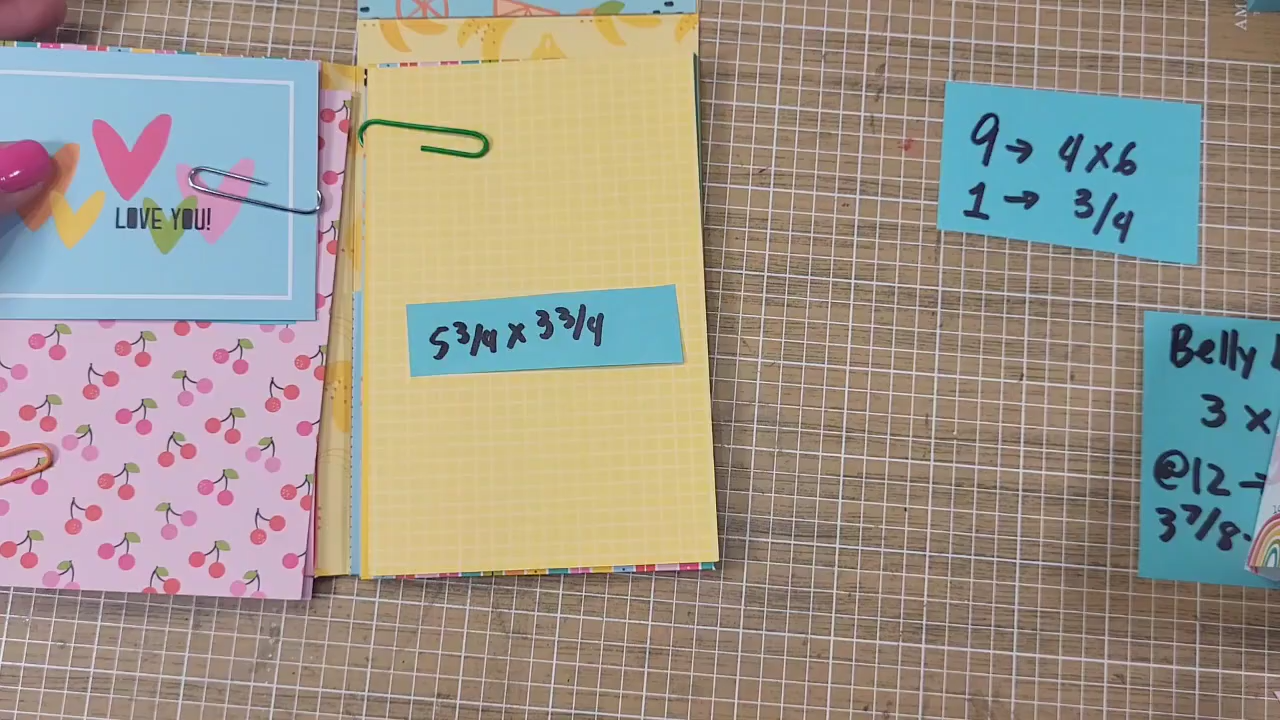 LOVE YOU!
5 3/4 x 3 3/4
9 → 4 x 6
1 → 3/4
Belly
3 x
@12 →
3 7/8
AM